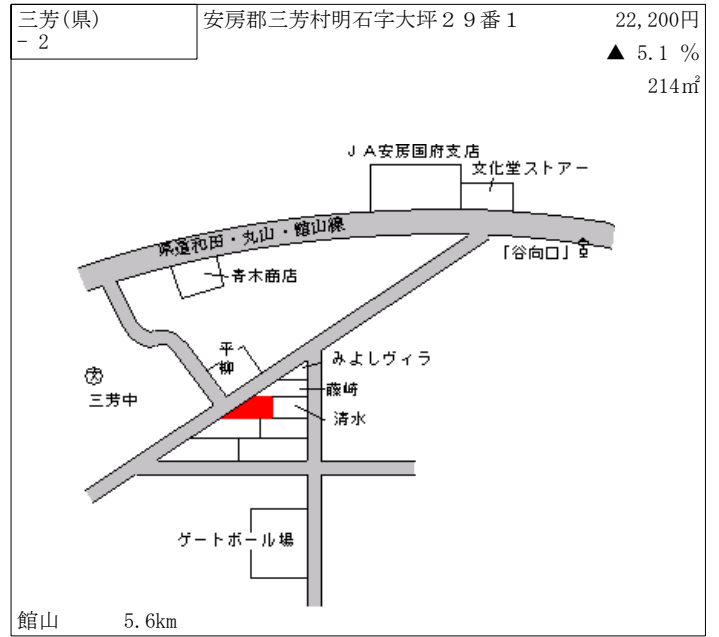 三芳(県)
- 2
安房郡三芳村明石字大坪２９番１
22,200円
▲ 5.1 %
214㎡
ＪＡ安房国府支店
文化堂ストアー
県道和田・丸山・館山線
「谷向口」
青木商店
平
柳
みよしヴィラ
藤崎
清水
三芳中
ゲートボール場
館山 5.6km